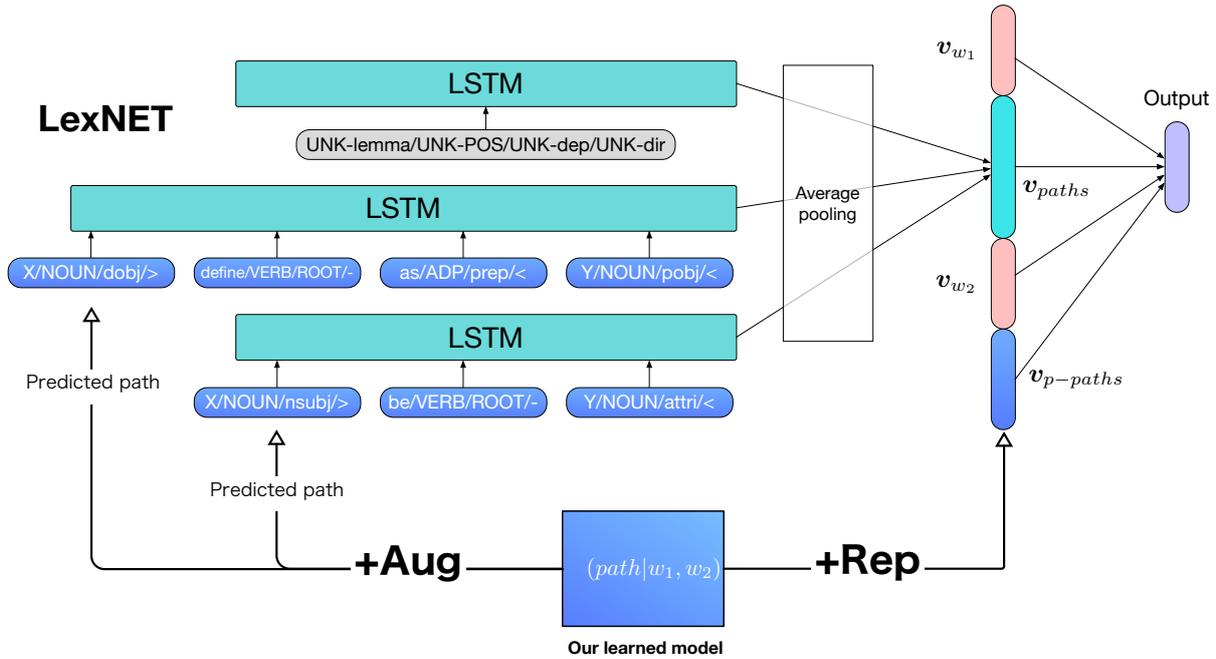 v_{w_1}
LSTM
Output
LexNET
UNK-lemma/UNK-POS/UNK-dep/UNK-dir
LSTM
Average
pooling
v_{paths}
X/NOUN/dobj/>
define/VERB/ROOT/-
as/ADP/prep/<
Y/NOUN/pobj/<
v_{w_2}
LSTM
Predicted path
v_{p-paths}
X/NOUN/nsubj/>
be/VERB/ROOT/-
Y/NOUN/attri/<
Predicted path
+Aug
(path|w_1, w_2)
+Rep
Our learned model